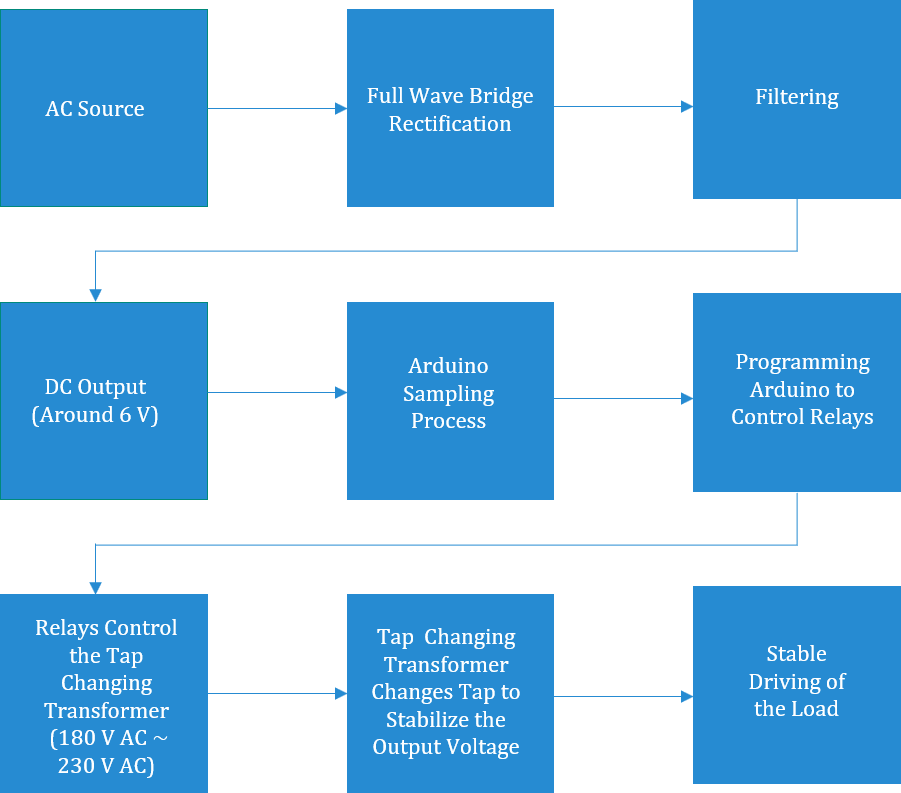 AC Source
Full Wave Bridge
Rectification
Filtering
DC Output
(Around 6 V)
Arduino
Sampling
Process
Programming
Arduino to
Control Relays
Relays Control
the Tap
Changing
Transformer
(180 V AC ~
230 V AC)
Tap  Changing
Transformer
Changes Tap to
Stabilize the
Output Voltage
Stable
Driving of
the Load